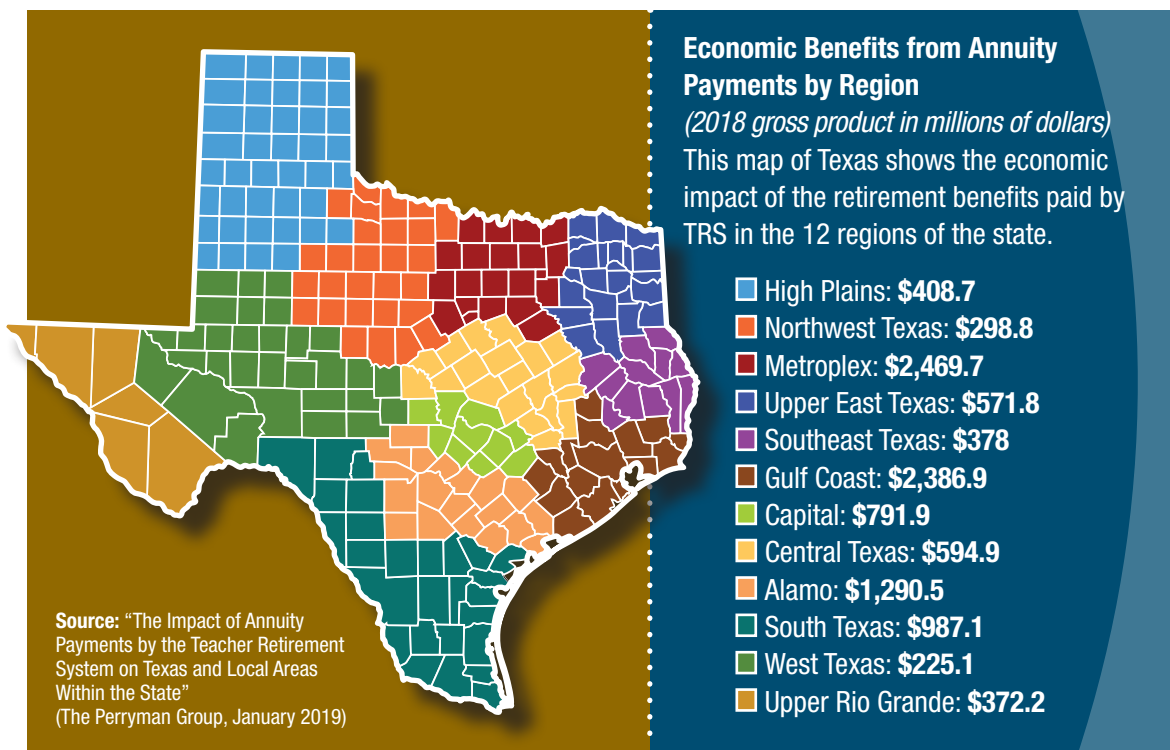 Economic Benefits from Annuity
Payments by Region
(2018 gross product in millions of dollars)
This map of Texas shows the economic
impact of the retirement benefits paid by
TRS in the 12 regions of the state.
High Plains: $408.7
Northwest Texas: $298.8
Metroplex: $2,469.7
Upper East Texas: $571.8
Southeast Texas: $378
Gulf Coast: $2,386.9
Capital: $791.9
Central Texas: $594.9
Alamo: $1,290.5
South Texas: $987.1
West Texas: $225.1
Upper Rio Grande: $372.2
Source: “The Impact of Annuity
Payments by the Teacher Retirement
System on Texas and Local Areas
Within the State”
(The Perryman Group, January 2019)